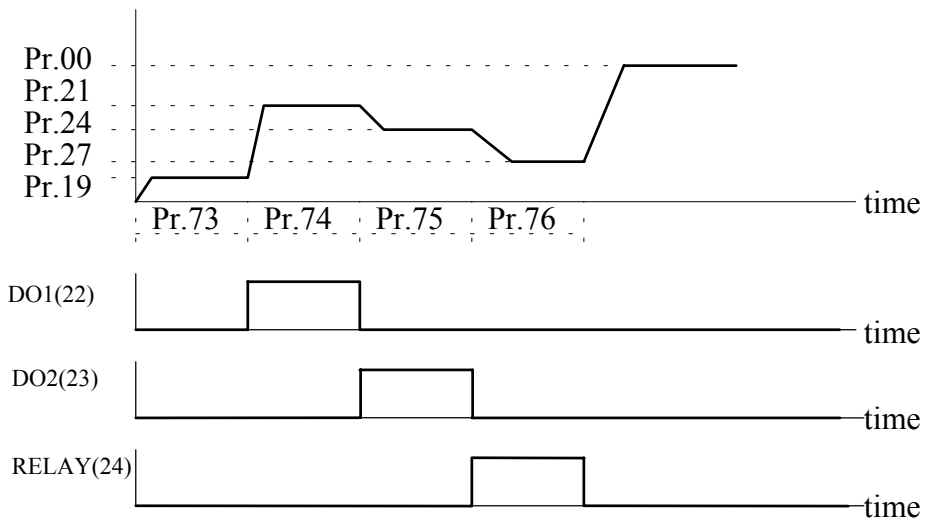 Pr.00
Pr.21
Pr.24
Pr.27
Pr.19
time
Pr.73 Pr.74 Pr.75 Pr.76
DO1(22)
time
DO2(23)
time
RELAY(24)
time